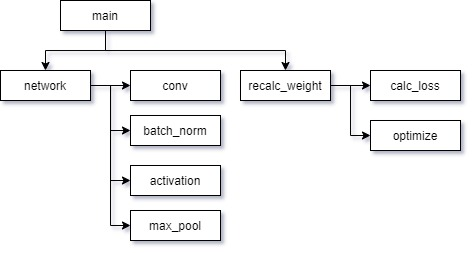 main
network
conv
batch_norm
activation
max_pool
recalc_weight
calc_loss
optimize